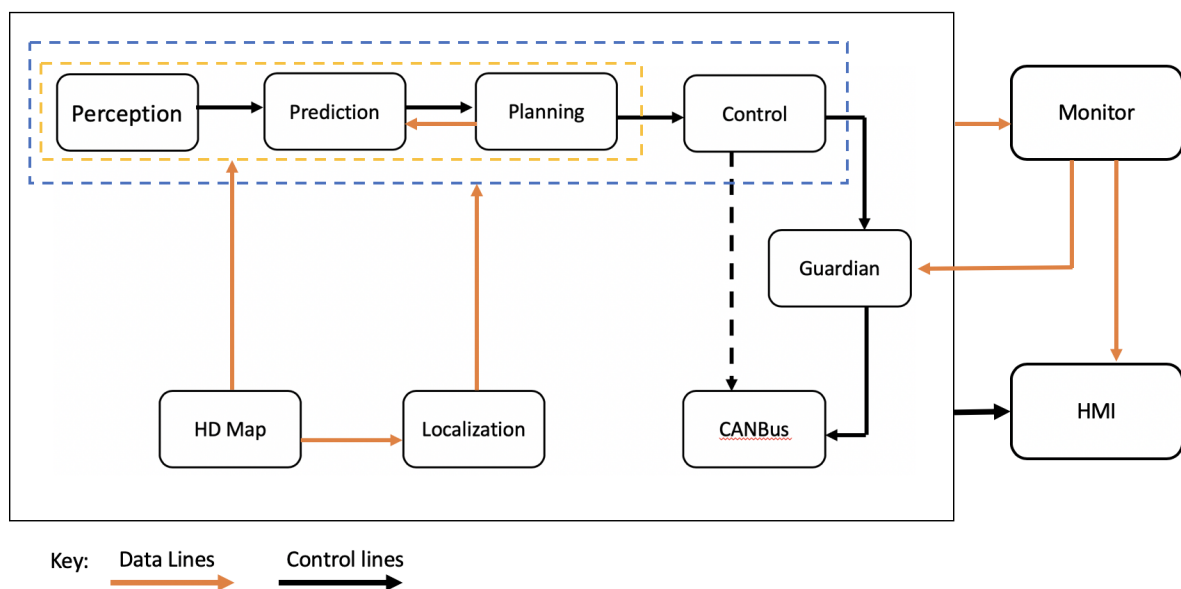 Perception
Prediction
Planning
Control
Monitor
Guardian
HD Map
Localization
CANBus
HMI
Key:
Data Lines
Control lines